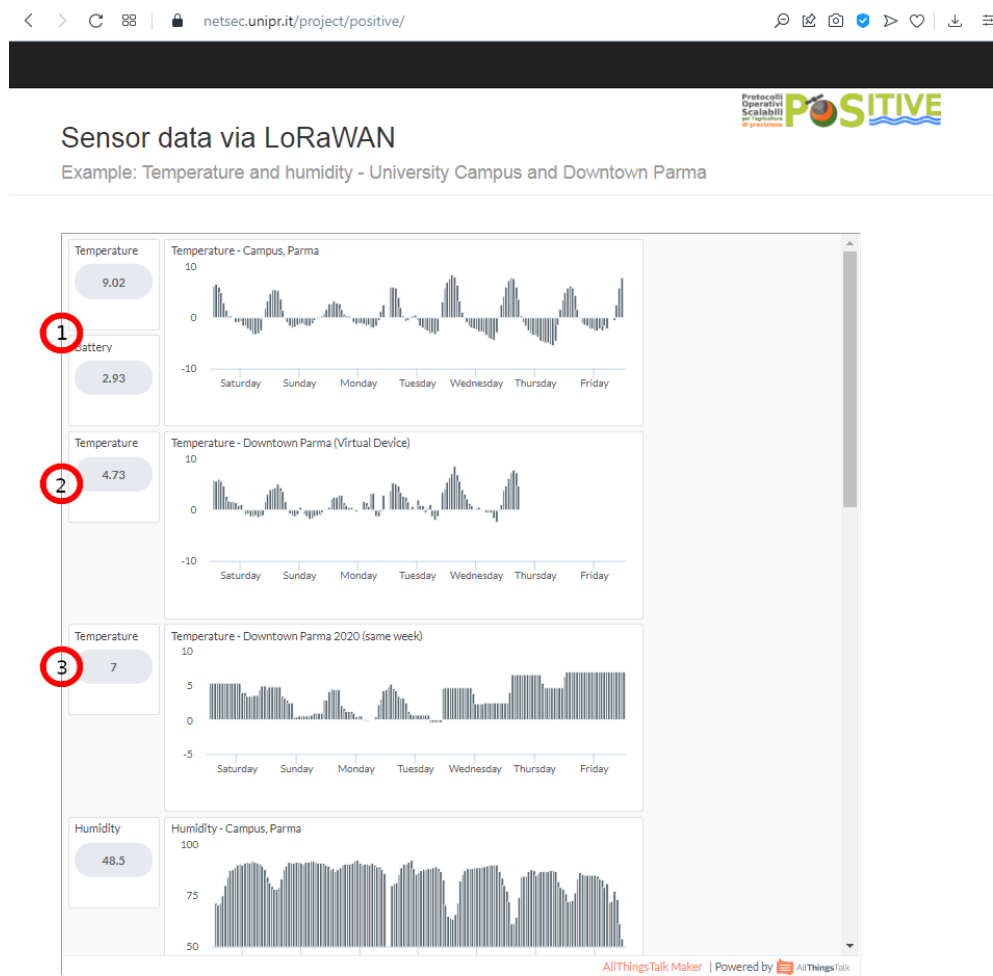 netsec.unipr.it/project/positive/
Protocolli
Operativi
Scalabili
per l'agricoltura
di precisione
POSITIVE
Sensor data via LoRaWAN
Example: Temperature and humidity - University Campus and Downtown Parma
Temperature
9.02
1
Battery
2.93
Temperature - Campus, Parma
10
0
-10
Saturday Sunday Monday Tuesday Wednesday Thursday Friday
Temperature
4.73
2
Temperature - Downtown Parma (Virtual Device)
10
0
-10
Saturday Sunday Monday Tuesday Wednesday Thursday Friday
Temperature
7
3
Temperature - Downtown Parma 2020 (same week)
10
5
0
-5
Saturday Sunday Monday Tuesday Wednesday Thursday Friday
Humidity
48.5
Humidity - Campus, Parma
100
75
50
AllThingsTalk Maker | Powered by AllThingsTalk